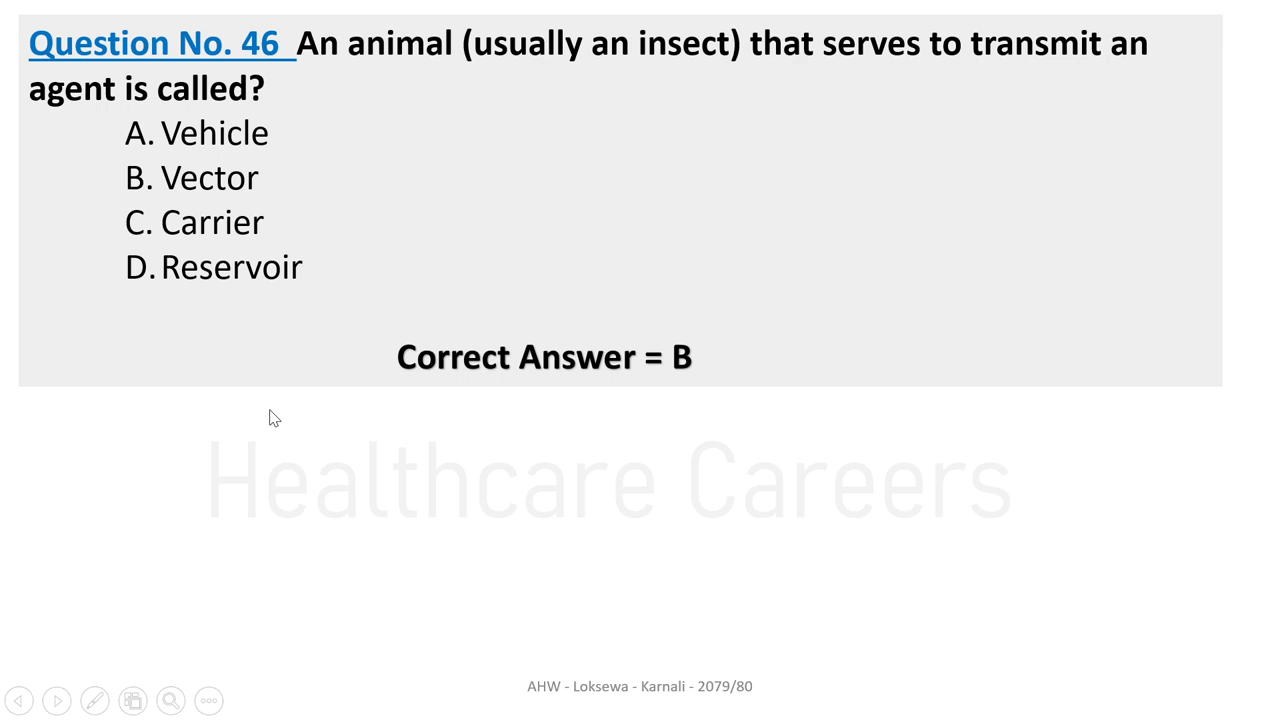 Question No. 46 An animal (usually an insect) that serves to transmit an
agent is called?
A. Vehicle
B. Vector
C. Carrier
D. Reservoir
Correct Answer = B
Healthcare Careers
AHW - Loksewa - Karnali - 2079/80